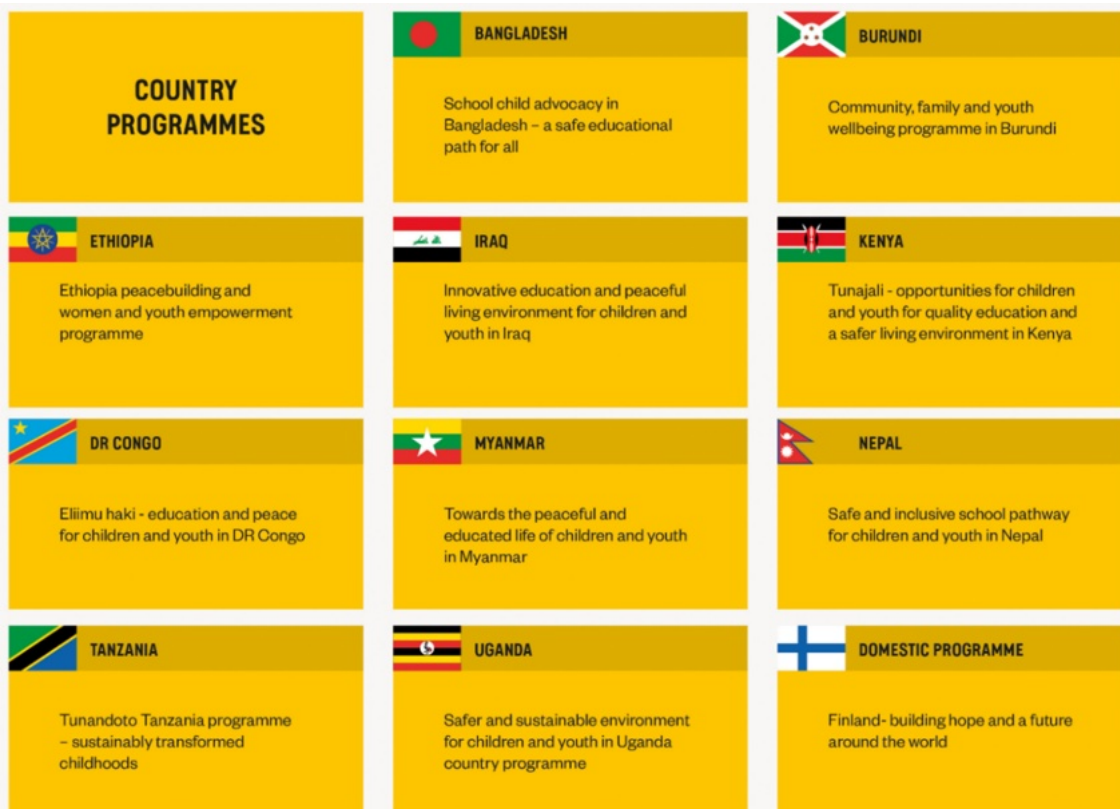 COUNTRY
PROGRAMMES
BANGLADESH
School child advocacy in
Bangladesh – a safe educational
path for all
BURUNDI
Community, family and youth
wellbeing programme in Burundi
ETHIOPIA
Ethiopia peacebuilding and
women and youth empowerment
programme
IRAQ
Innovative education and peaceful
living environment for children and
youth in Iraq
KENYA
Tunajali - opportunities for children
and youth for quality education and
a safer living environment in Kenya
DR CONGO
Eliimu haki - education and peace
for children and youth in DR Congo
MYANMAR
Towards the peaceful and
educated life of children and youth
in Myanmar
NEPAL
Safe and inclusive school pathway
for children and youth in Nepal
TANZANIA
Tunandoto Tanzania programme
– sustainably transformed
childhoods
UGANDA
Safer and sustainable environment
for children and youth in Uganda
country programme
DOMESTIC PROGRAMME
Finland- building hope and a future
around the world